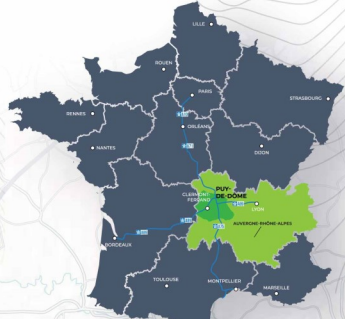 LILLE
ROUEN
PARIS
STRASBOURG
RENNES
ORLÉANS
NANTES
DIJON
PUY-
DE-DÔME
CLERMONT
FERRAND
LYON
AUVERGNE-RHÔNE-ALPES
BORDEAUX
TOULOUSE
MONTPELLIER
MARSEILLE